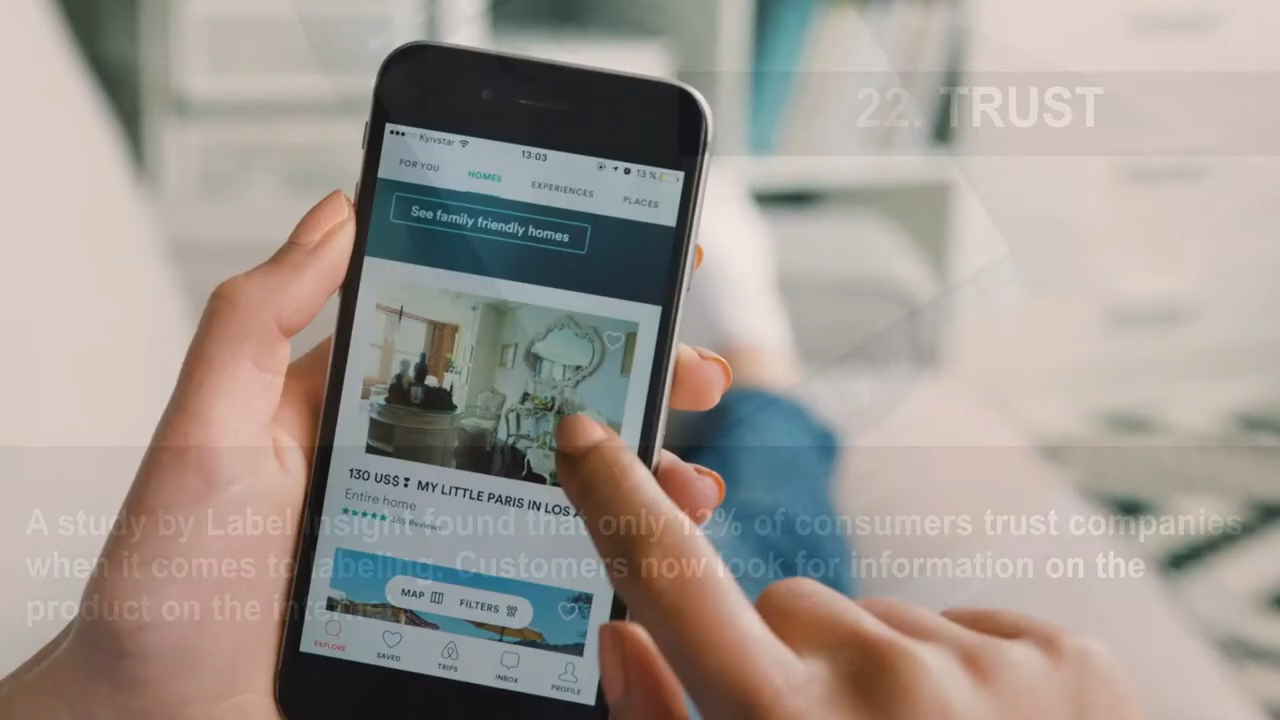 22. TRUST
Kyivstar
13:03
13 %
FOR YOU
HOMES
EXPERIENCES
PLACES
See family friendly homes
130 US$ MY LITTLE PARIS IN LOS
Entire home
385 Reviews
A study by Label Insight found that only 12% of consumers trust companies
when it comes to labeling. Customers now look for information on the
product on the internet.
MAP
FILTERS
EXPLORE
SAVED
TRIPS
INBOX
PROFILE